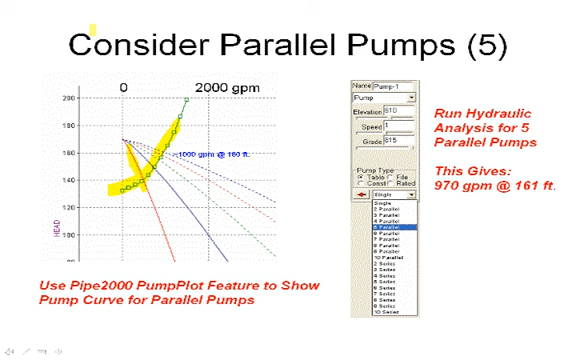 Consider Parallel Pumps (5)
0 2000 gpm
200
180
160
140
120
100
80
HEAD
~1000 gpm @ 160 ft.
Name Pump-1
Pump
Elevation 810
Speed 1
Grade 815
Pump Type
Table File
Const Rated
Single
Single
2 Parallel
3 Parallel
4 Parallel
5 Parallel
6 Parallel
7 Parallel
8 Parallel
9 Parallel
10 Parallel
2 Series
3 Series
4 Series
5 Series
6 Series
7 Series
8 Series
9 Series
10 Series
Run Hydraulic
Analysis for 5
Parallel Pumps
This Gives:
970 gpm @ 161 ft.
Use Pipe2000 PumpPlot Feature to Show
Pump Curve for Parallel Pumps